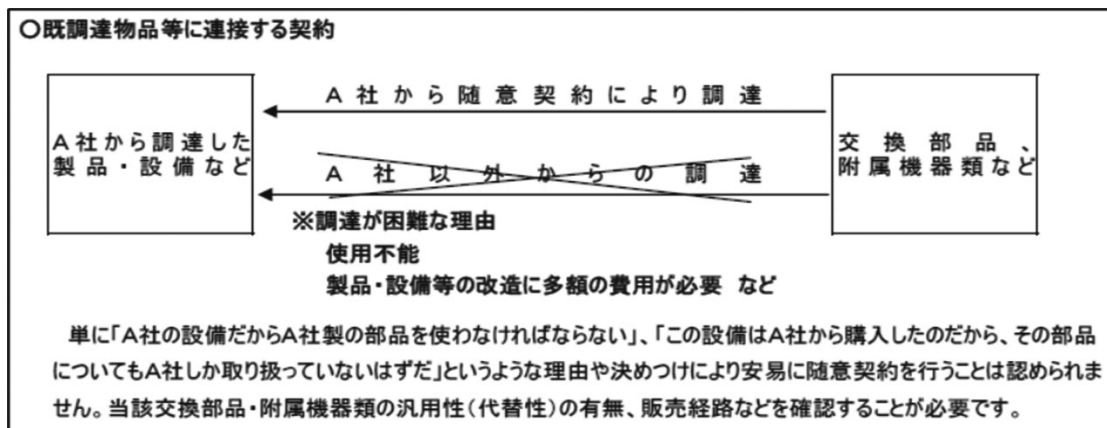 〇既調達物品等に連接する契約
A社から随意契約により調達
A社から調達した
製品・設備など
交換部品、
附属機器類など
A社以外からの調達
※調達が困難な理由
使用不能
製品・設備等の改造に多額の費用が必要 など
単に「A社の設備だからA社製の部品を使わなければならない」、「この設備はA社から購入したのだから、その部品
についてもA社しか取り扱っていないはずだ」というような理由や決めつけにより安易に随意契約を行うことは認められま
せん。当該交換部品・附属機器類の汎用性（代替性）の有無、販売経路などを確認することが必要です。